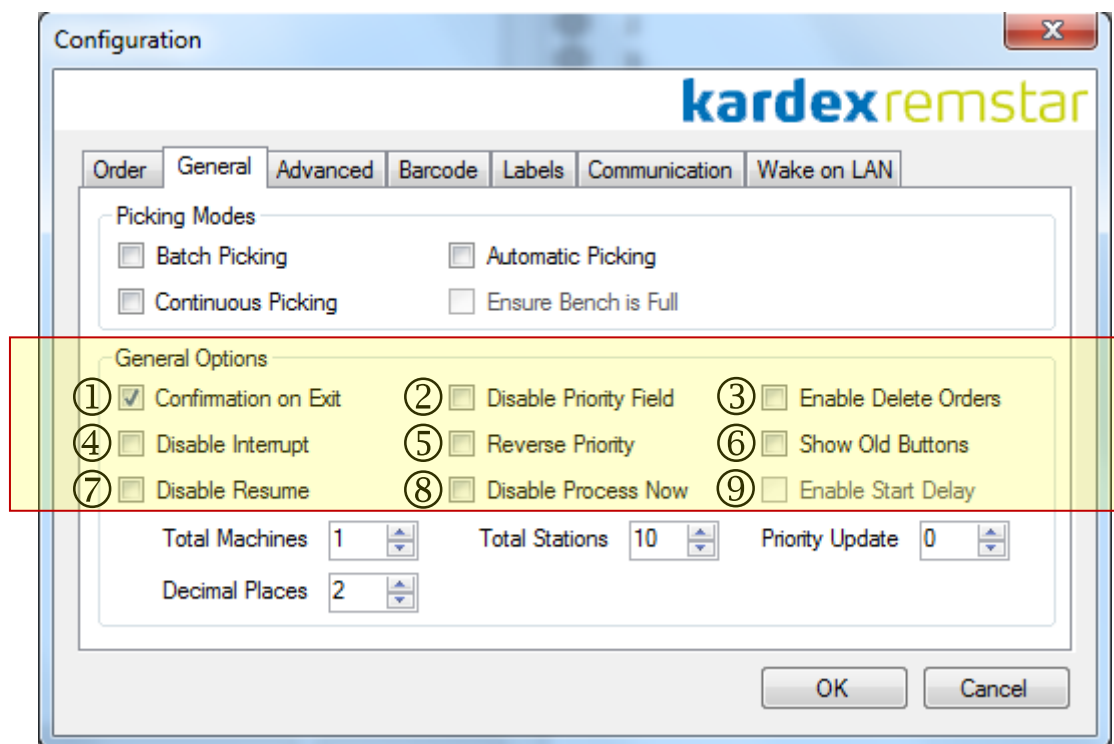 Configuration
kardexremstar
Order General Advanced Barcode Labels Communication Wake on LAN
Picking Modes
Batch Picking Automatic Picking
Continuous Picking Ensure Bench is Full
General Options
① Confirmation on Exit ② Disable Priority Field ③ Enable Delete Orders
④ Disable Interrupt ⑤ Reverse Priority ⑥ Show Old Buttons
⑦ Disable Resume ⑧ Disable Process Now ⑨ Enable Start Delay
Total Machines 1 Total Stations 10 Priority Update 0
Decimal Places 2
OK Cancel